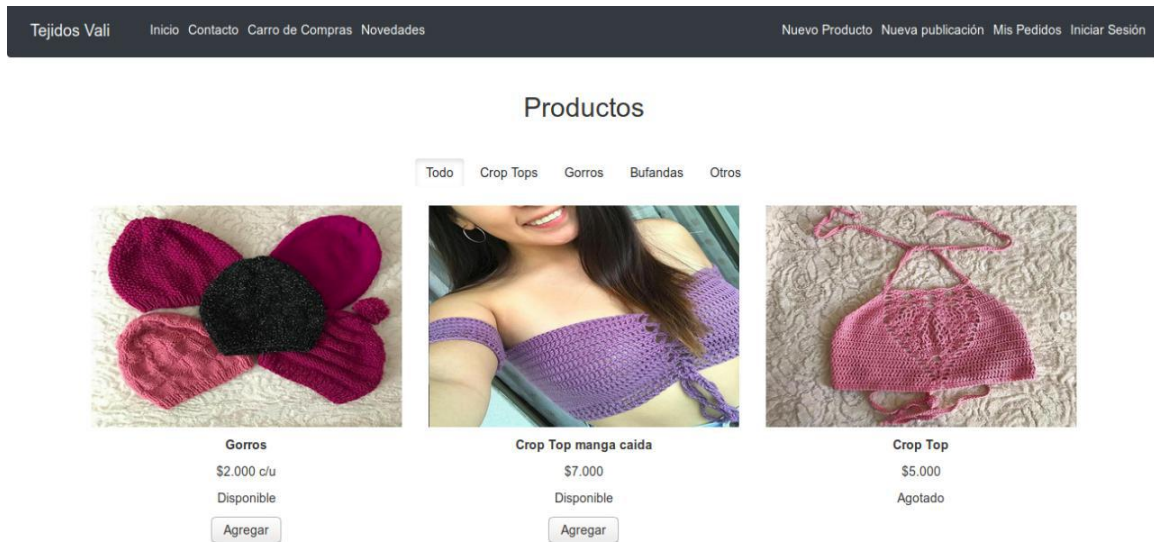 Tejidos Vali Inicio Contacto Carro de Compras Novedades Nuevo Producto Nueva publicación Mis Pedidos Iniciar Sesión
Productos
Todo Crop Tops Gorros Bufandas Otros
Gorros Crop Top manga caida Crop Top
$2.000 c/u $7.000 $5.000
Disponible Disponible Agotado
Agregar Agregar